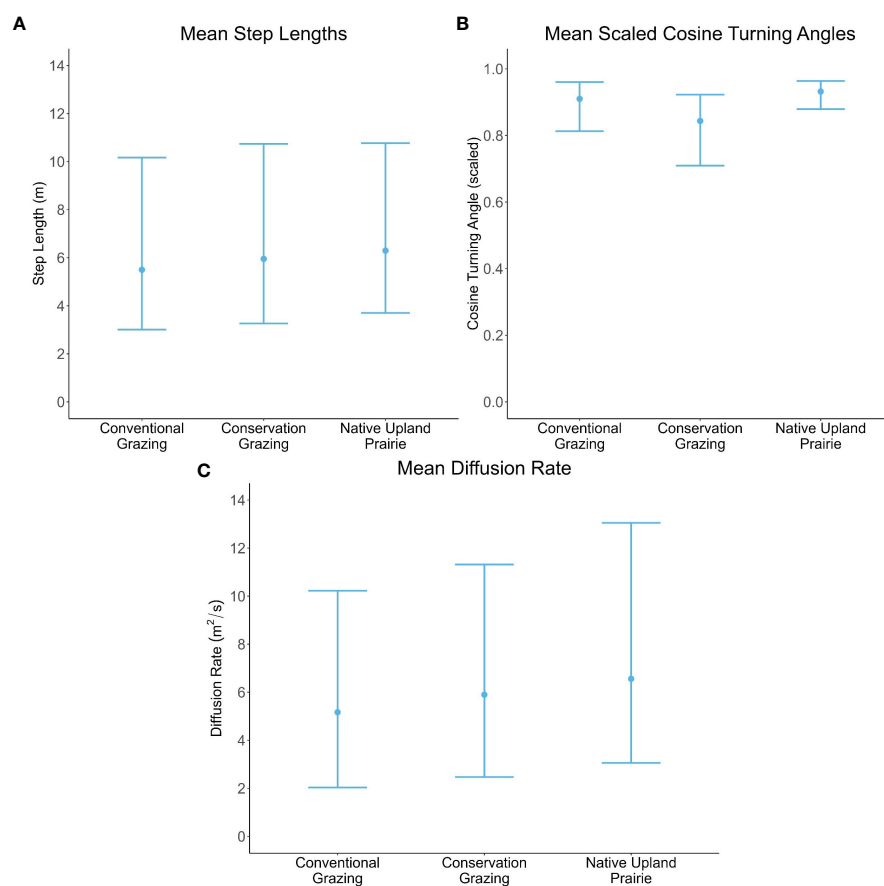 A
Mean Step Lengths
14
12
10
8
6
4
2
0
Step Length (m)
Conventional
Grazing
Conservation
Grazing
Native Upland
Prairie
B
Mean Scaled Cosine Turning Angles
1.0
0.8
0.6
0.4
0.2
0.0
Cosine Turning Angle (scaled)
Conventional
Grazing
Conservation
Grazing
Native Upland
Prairie
C
Mean Diffusion Rate
14
12
10
8
6
4
2
0
Diffusion Rate (m²/s)
Conventional
Grazing
Conservation
Grazing
Native Upland
Prairie